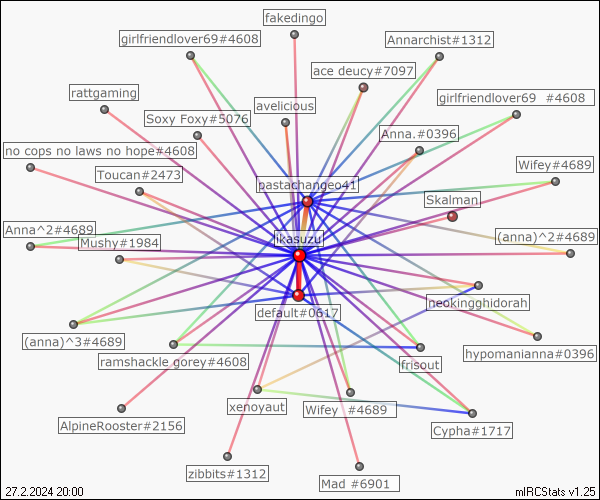 fakedingo
girlfriendlover69#4608
Annarchist#1312
ace deucy#7097
rattgaming
avelicious
girlfriendlover69 #4608
Soxy Foxy#5076
Anna.#0396
no cops no laws no hope#4608
Toucan#2473
pastachangeo41
Wifey#4689
Skalman
Anna^2#4689
Mushy#1984
ikasuzu
(anna)^2#4689
neokingghidorah
default#0617
(anna)^3#4689
ramshackle gorey#4608
frisout
hypomanianna#0396
AlpineRooster#2156
xenoyaut
Wifey #4689
Cypha#1717
zibbits#1312
Mad #6901
27.2.2024 20:00
mIRCStats v1.25